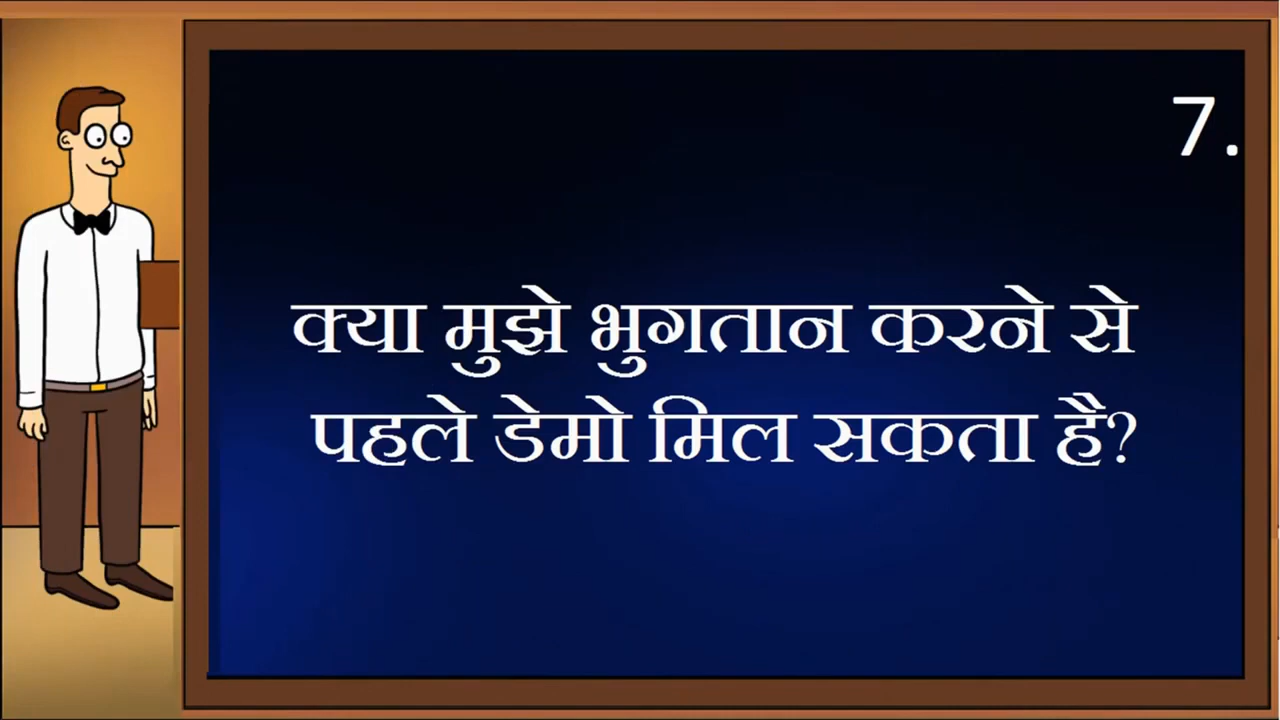 7.
क्या मुझे भुगतान करने से
पहले डेमो मिल सकता है?